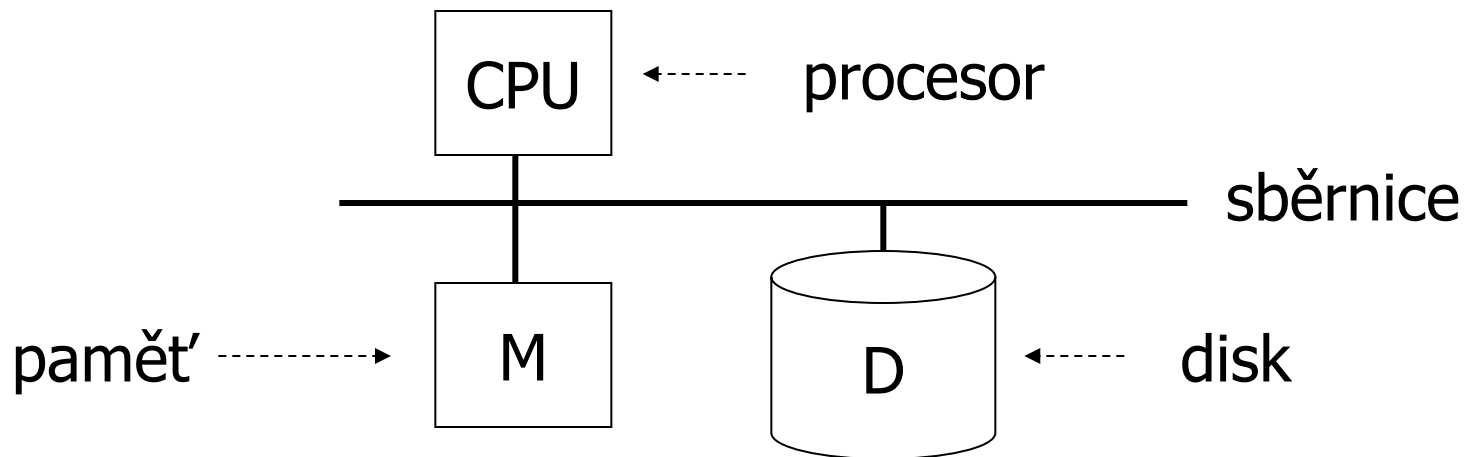 CPU
procesor
sběrnice
paměť
M
D
disk